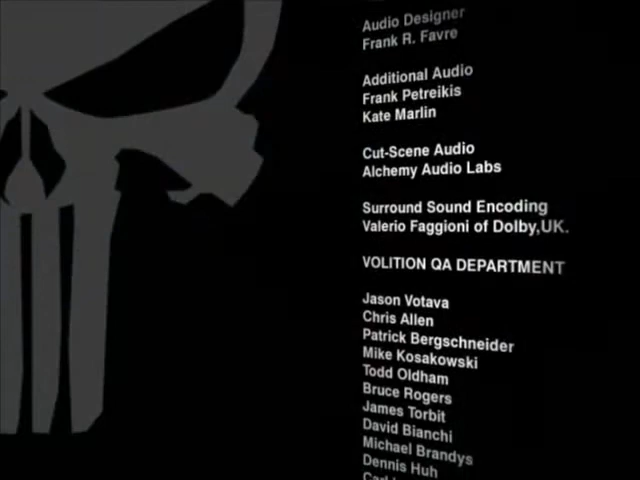 Audio Designer
Frank R. Favre
Additional Audio
Frank Petreikis
Kate Marlin
Cut-Scene Audio
Alchemy Audio Labs
Surround Sound Encoding
Valerio Faggioni of Dolby,UK.
VOLITION QA DEPARTMENT
Jason Votava
Chris Allen
Patrick Bergschneider
Mike Kosakowski
Todd Oldham
Bruce Rogers
James Torbit
David Bianchi
Michael Brandys
Dennis Huh